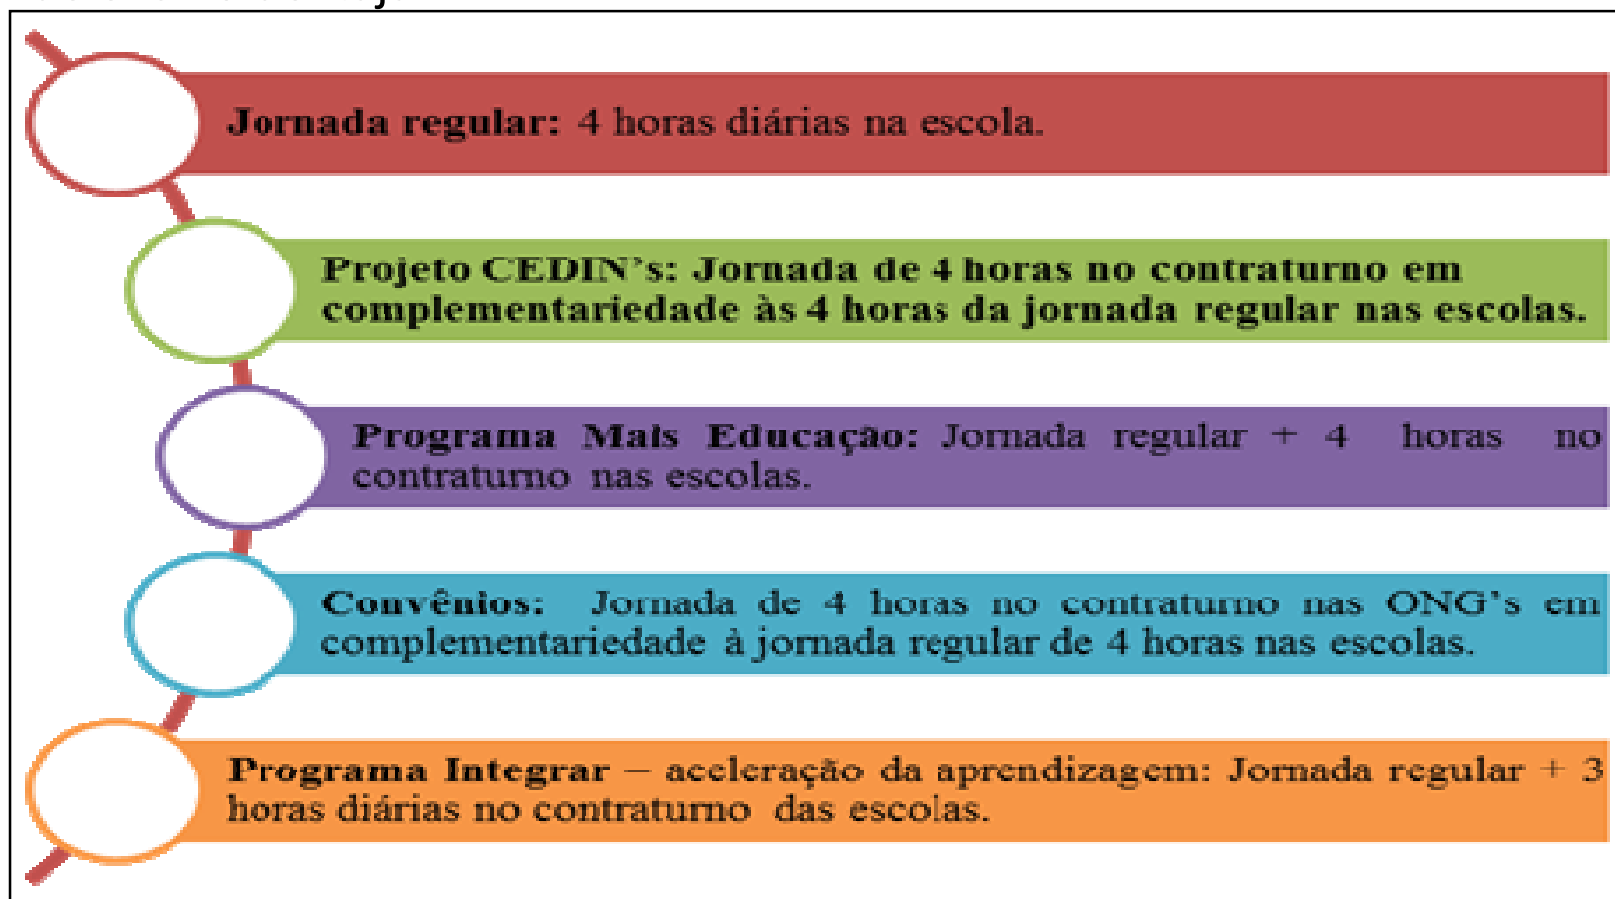 Jornada regular: 4 horas diárias na escola.
Projeto CEDIN's: Jornada de 4 horas no contraturno em
complementariedade às 4 horas da jornada regular nas escolas.
Programa Mais Educação: Jornada regular + 4 horas no
contraturno nas escolas.
Convênios: Jornada de 4 horas no contraturno nas ONG's em
complementariedade à jornada regular de 4 horas nas escolas.
Programa Integrar – aceleração da aprendizagem: Jornada regular + 3
horas diárias no contraturno das escolas.